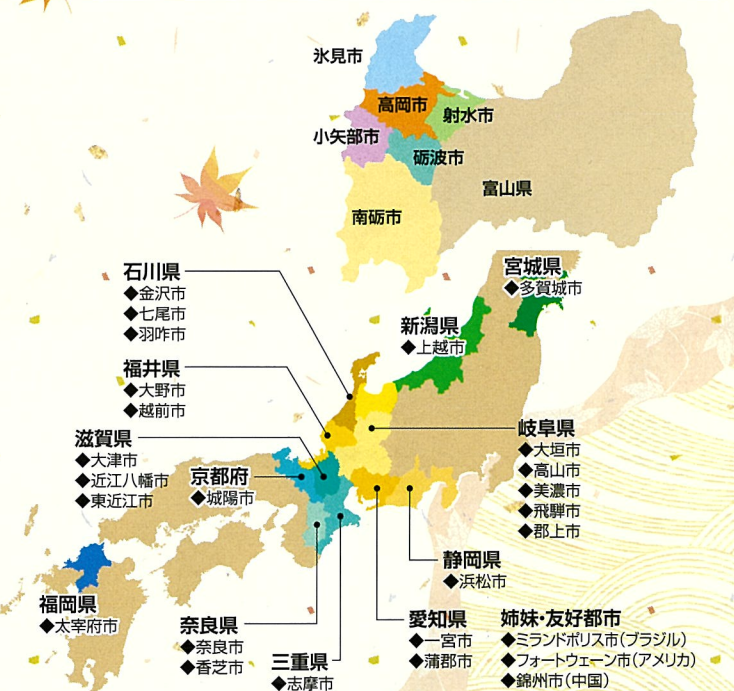 氷見市
高岡市
射水市
小矢部市
砺波市
富山県
南砺市
石川県
◆金沢市
◆七尾市
◆羽咋市
宮城県
◆多賀城市
新潟県
◆上越市
福井県
◆大野市
◆越前市
滋賀県
◆大津市
◆近江八幡市
◆東近江市
京都府
◆城陽市
岐阜県
◆大垣市
◆高山市
◆美濃市
◆飛騨市
◆郡上市
静岡県
◆浜松市
福岡県
◆太宰府市
奈良県
◆奈良市
◆香芝市
三重県
◆志摩市
愛知県
◆一宮市
◆蒲郡市
姉妹・友好都市
◆ミランドポリス市(ブラジル)
◆フォートウェーン市(アメリカ)
◆錦州市(中国)